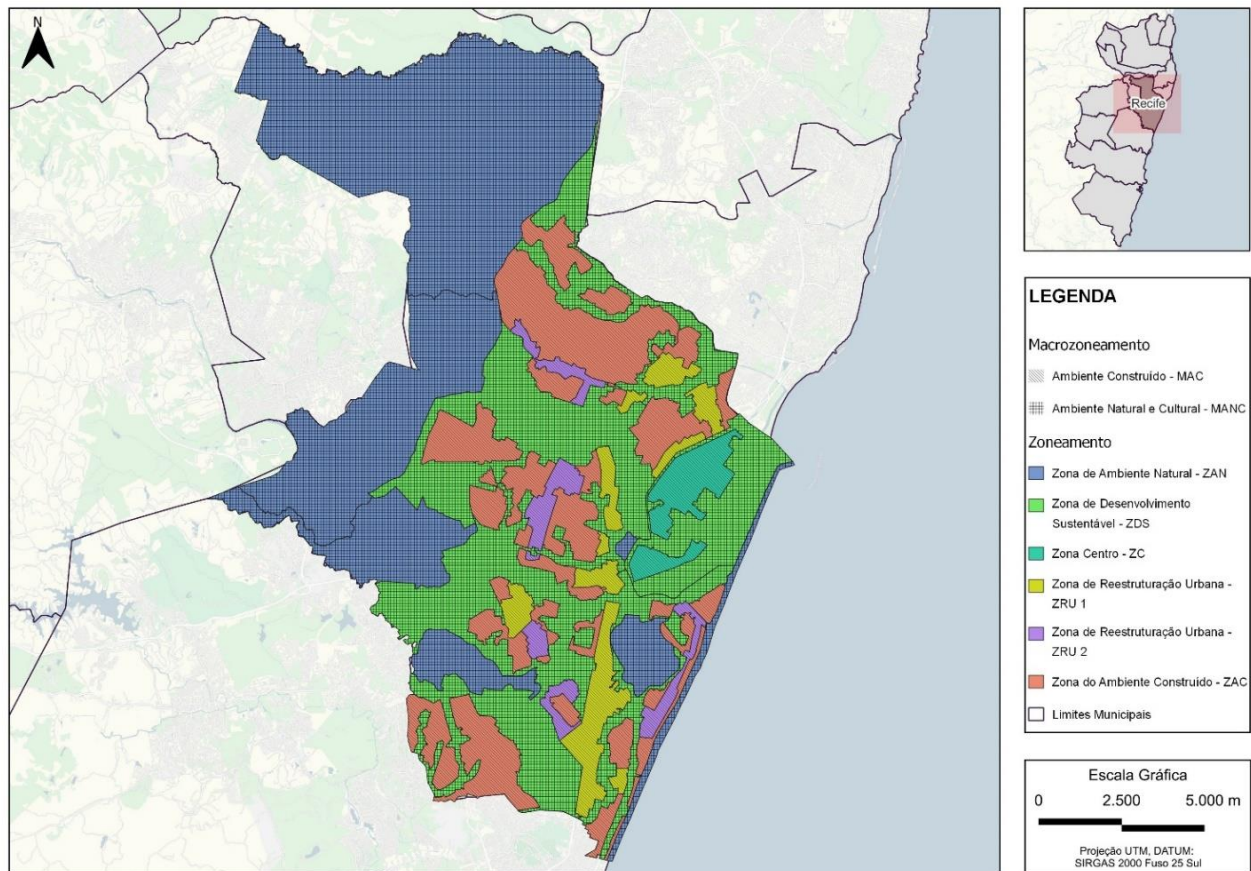 N
Recife
LEGENDA
Macrozoneamento
Ambiente Construído - MAC
Ambiente Natural e Cultural - MANC
Zoneamento
Zona de Ambiente Natural - ZAN
Zona de Desenvolvimento
Sustentável - ZDS
Zona Centro - ZC
Zona de Reestruturação Urbana -
ZRU 1
Zona de Reestruturação Urbana -
ZRU 2
Zona do Ambiente Construido - ZAC
Limites Municipais
Escala Gráfica
0 2.500 5.000 m
Projeção UTM, DATUM:
SIRGAS 2000 Fuso 25 Sul